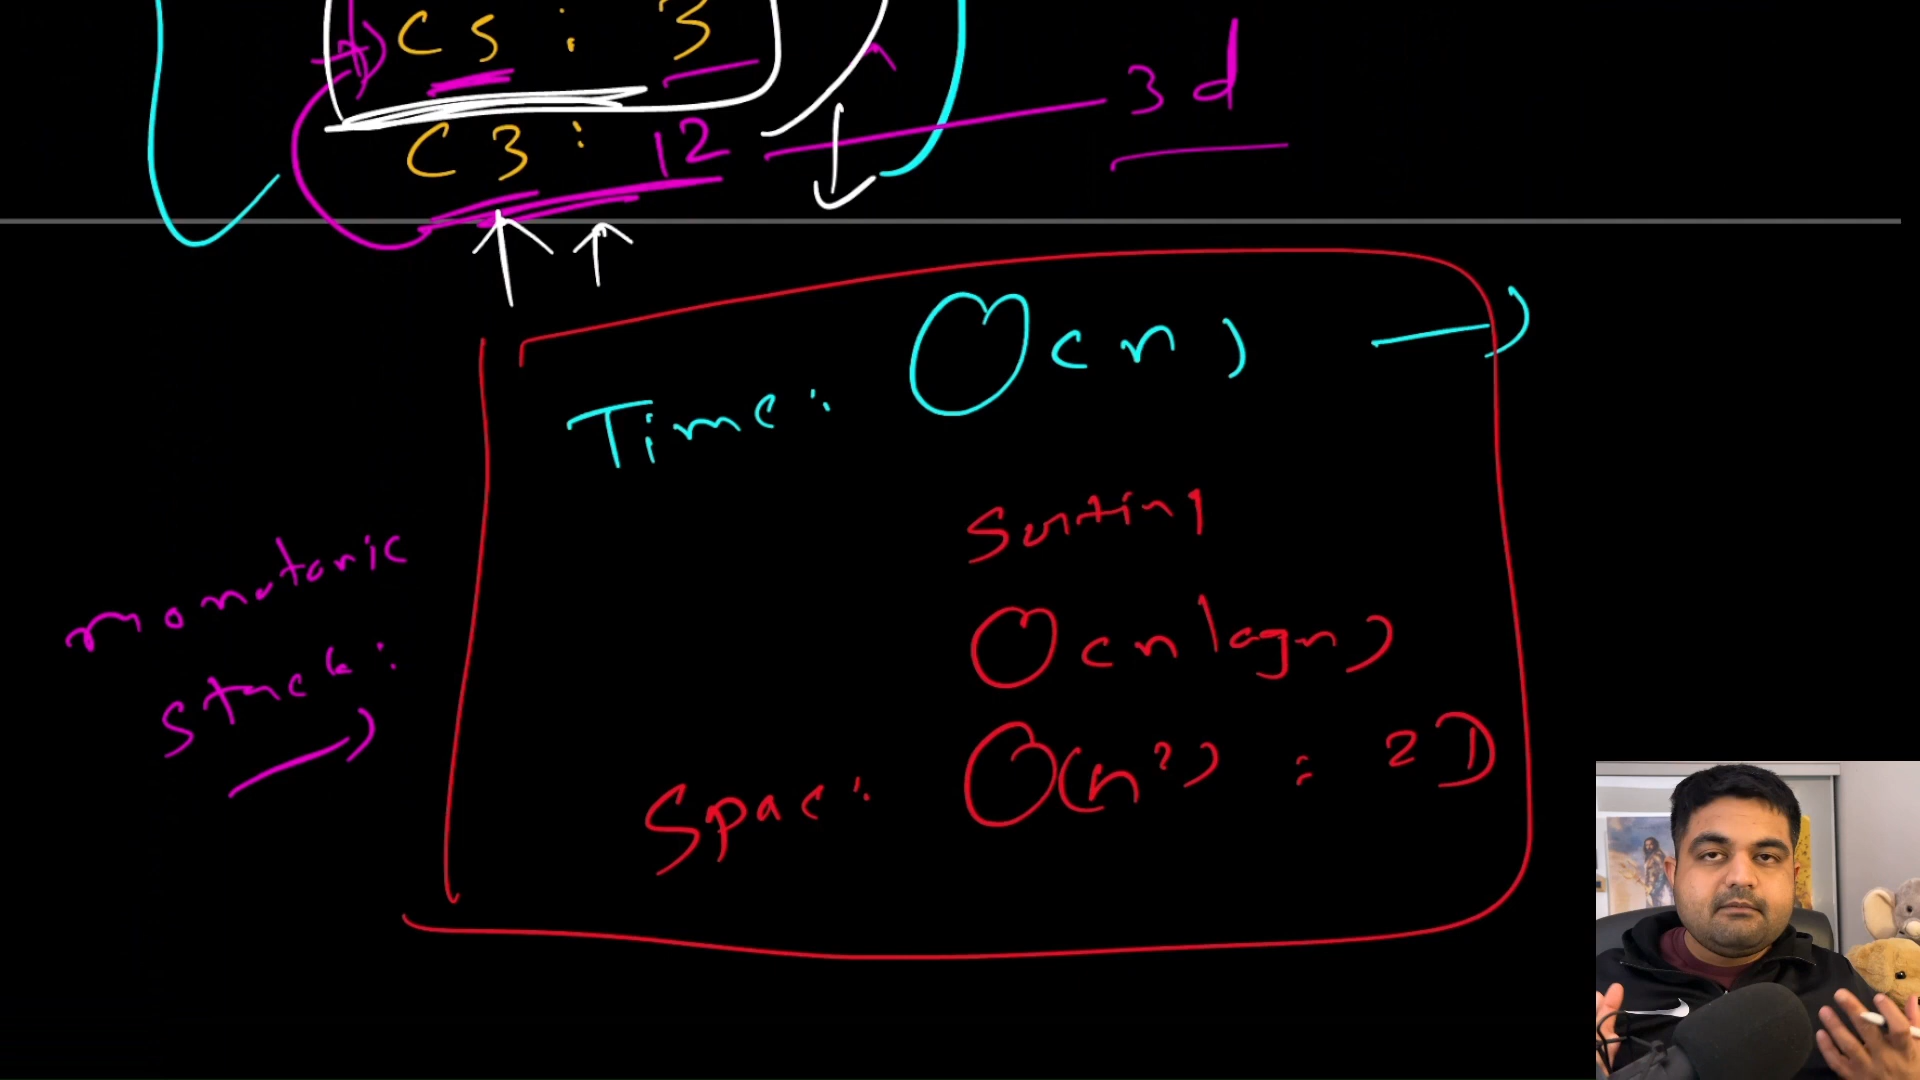 C5 : 3
C3 : 12
3d
Time: O(n)
Sorting
O(nlogn)
monotonic
stack:
Space: O(n²) : 2D